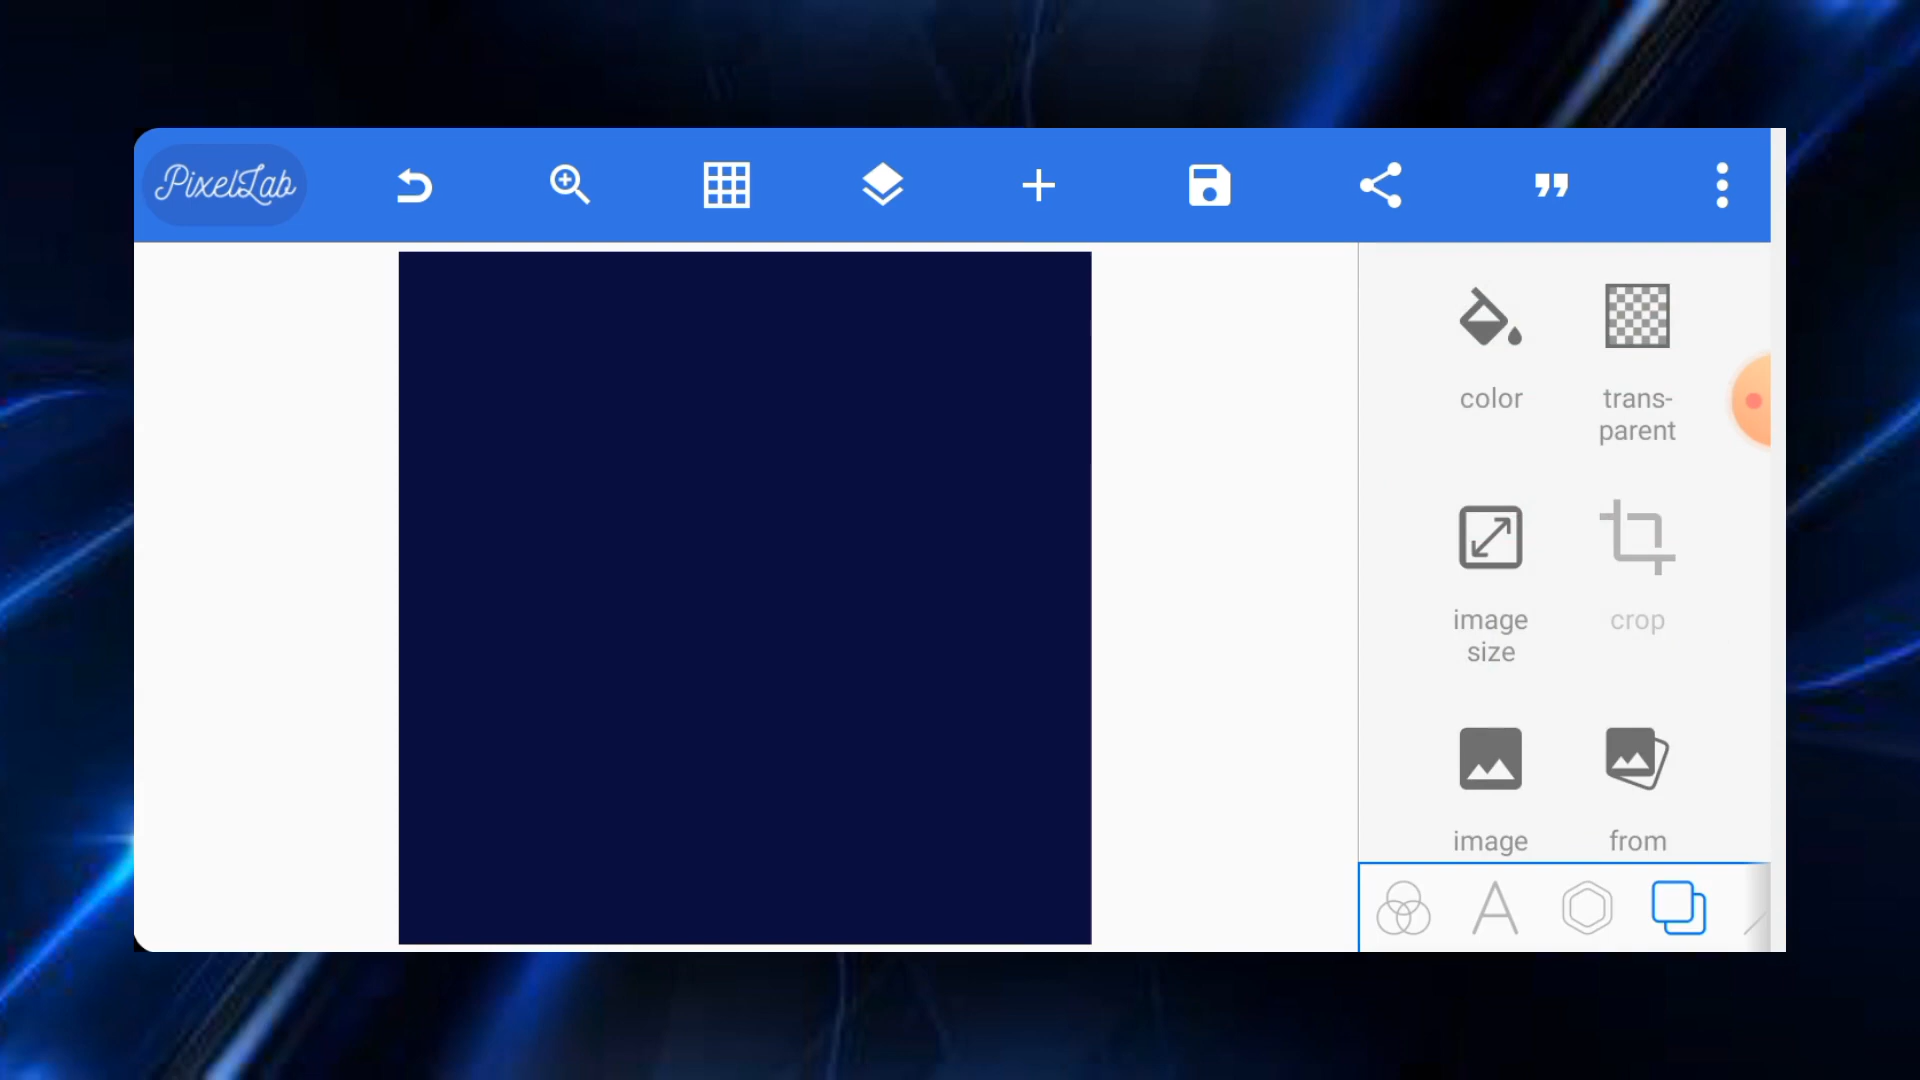 PixelLab
color
trans-
parent
image
size
crop
image
from